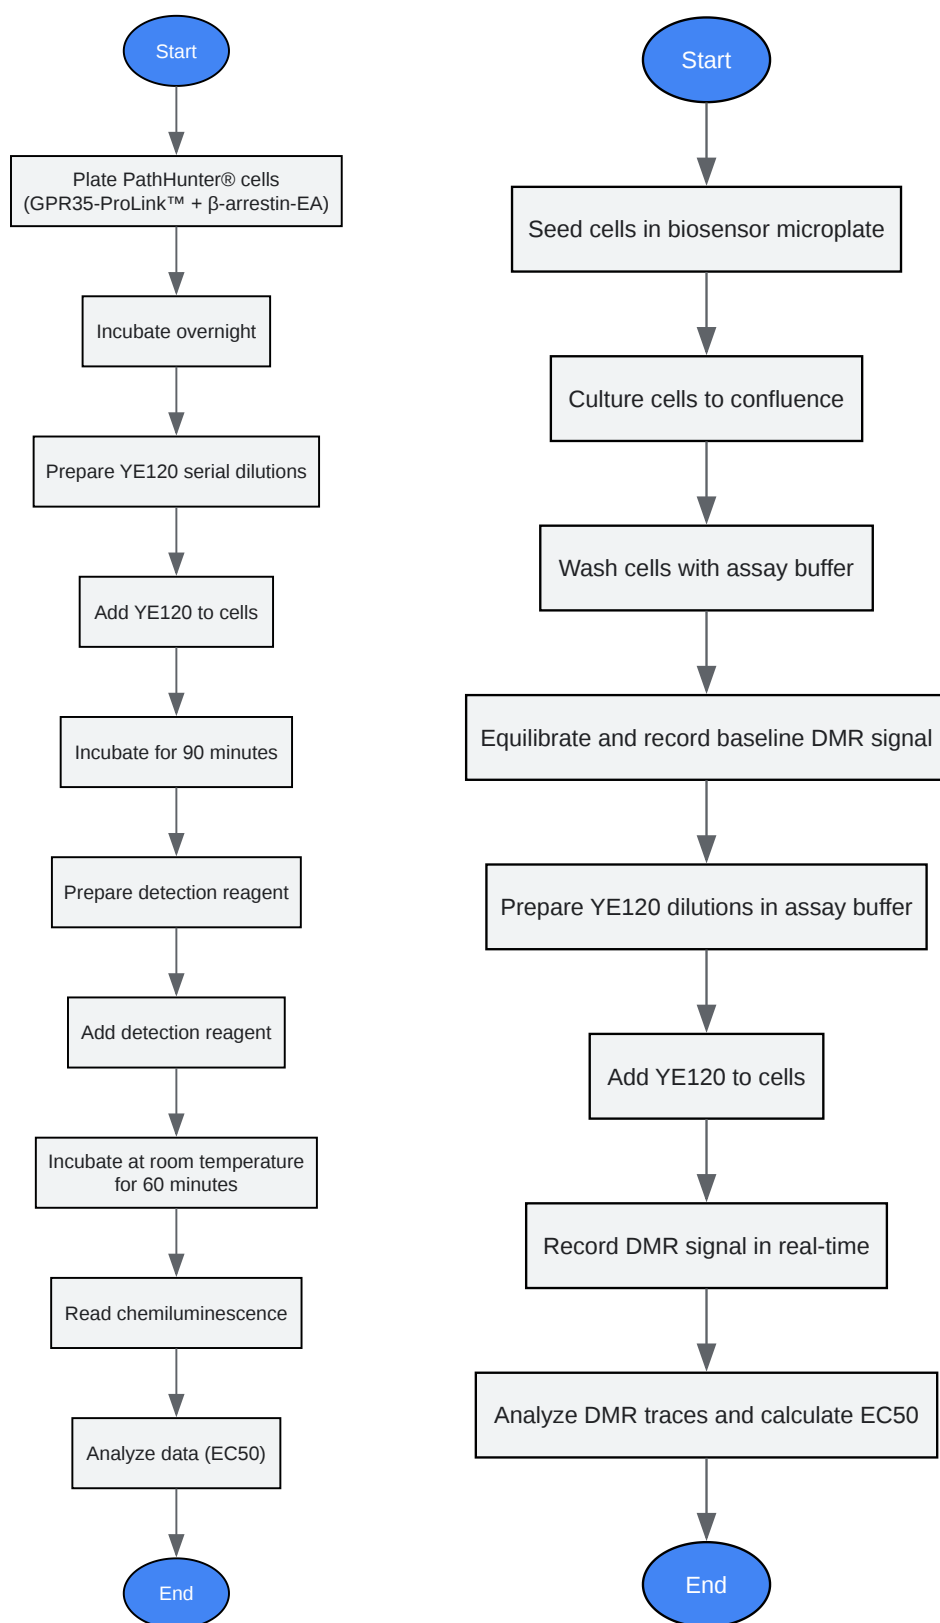 Start
Plate PathHunter® cells
(GPR35-ProLink™ + β-arrestin-EA)
Incubate overnight
Prepare YE120 serial dilutions
Add YE120 to cells
Incubate for 90 minutes
Prepare detection reagent
Add detection reagent
Incubate at room temperature
for 60 minutes
Read chemiluminescence
Analyze data (EC50)
End
Start
Seed cells in biosensor microplate
Culture cells to confluence
Wash cells with assay buffer
Equilibrate and record baseline DMR signal
Prepare YE120 dilutions in assay buffer
Add YE120 to cells
Record DMR signal in real-time
Analyze DMR traces and calculate EC50
End